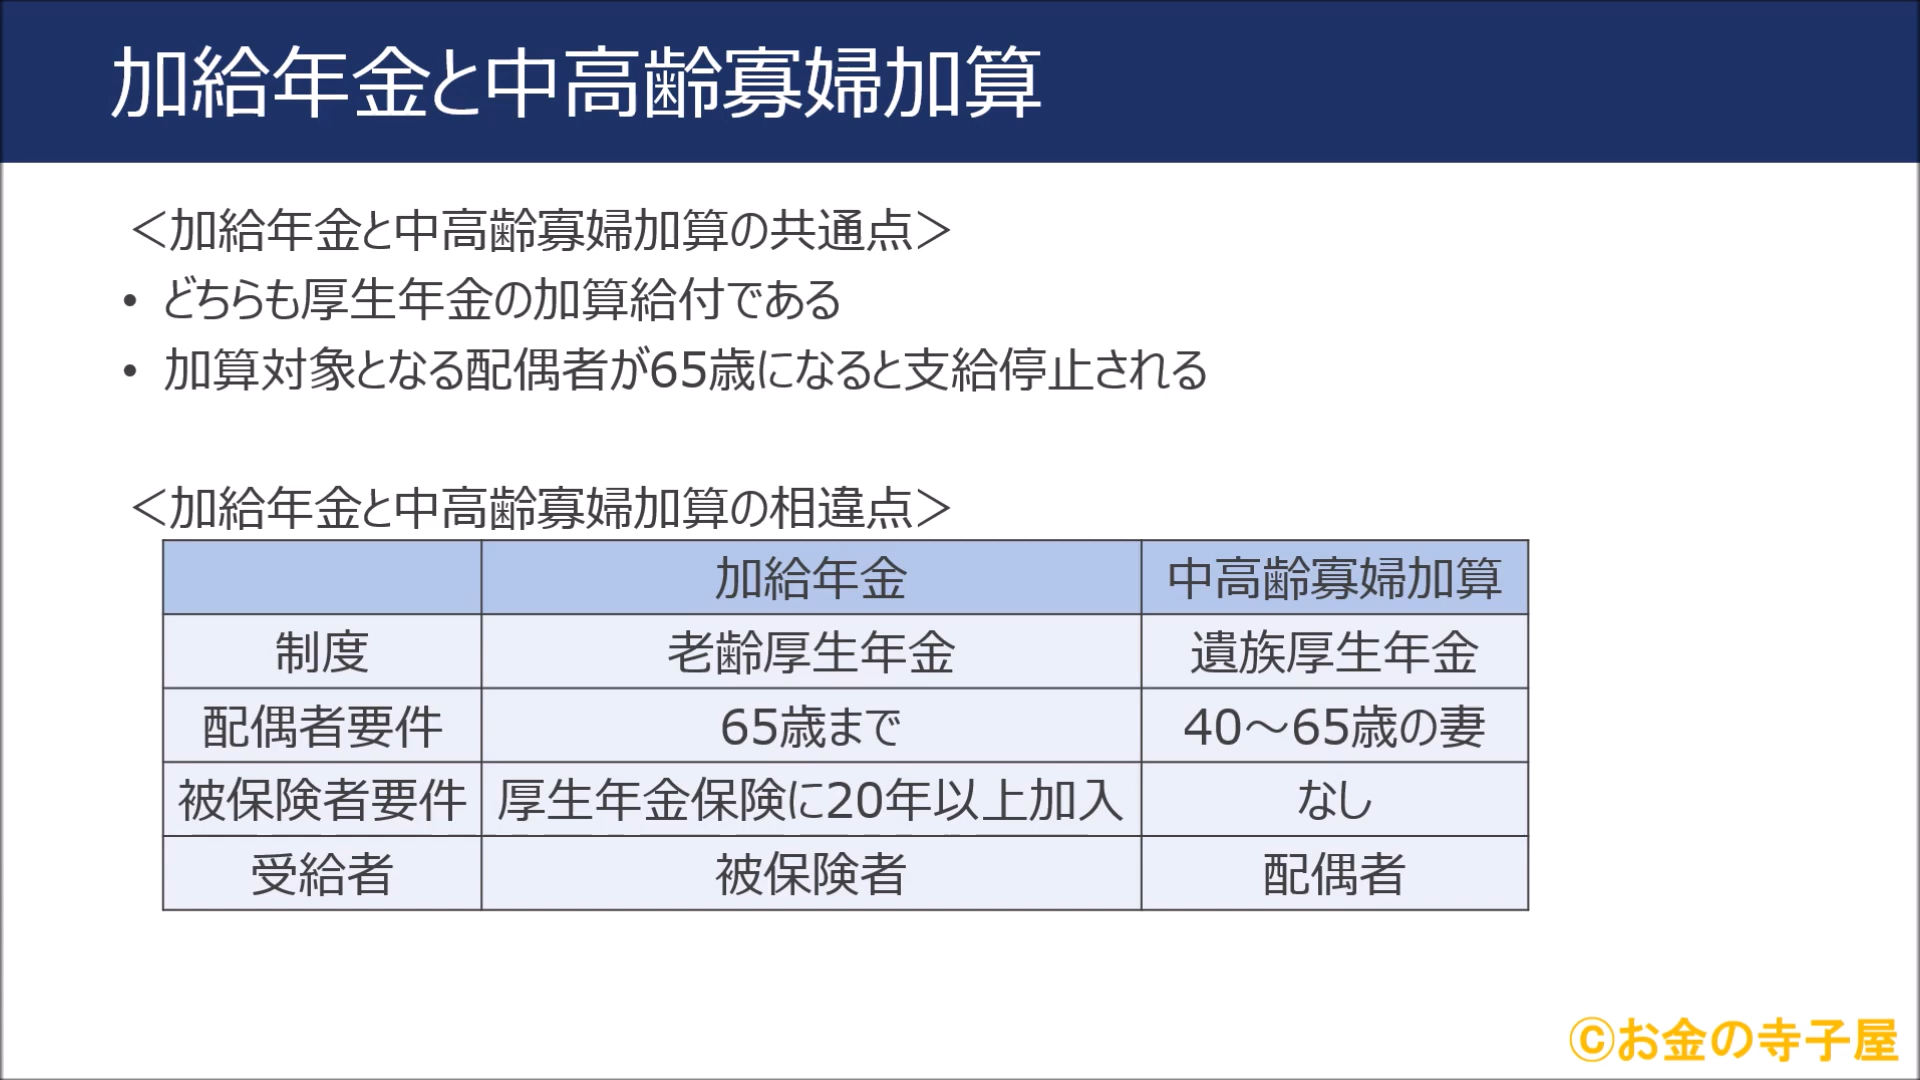 加給年金と中高齢寡婦加算
＜加給年金と中高齢寡婦加算の共通点＞
• どちらも厚生年金の加算給付である
• 加算対象となる配偶者が65歳になると支給停止される
＜加給年金と中高齢寡婦加算の相違点＞
加給年金 中高齢寡婦加算
制度 老齢厚生年金 遺族厚生年金
配偶者要件 65歳まで 40～65歳の妻
被保険者要件 厚生年金保険に20年以上加入 なし
受給者 被保険者 配偶者
©お金の寺子屋